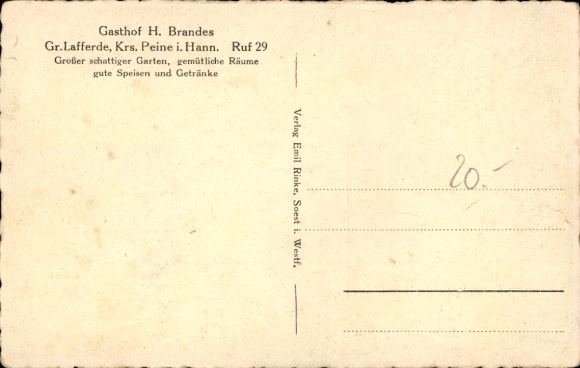 Gasthof H. Brandes
Gr. Lafferde, Krs. Peine i. Hann. Ruf 29
Großer schattiger Garten, gemütliche Räume
gute Speisen und Getränke
Verlag Emil Rinke, Soest i. Westf.
20.-